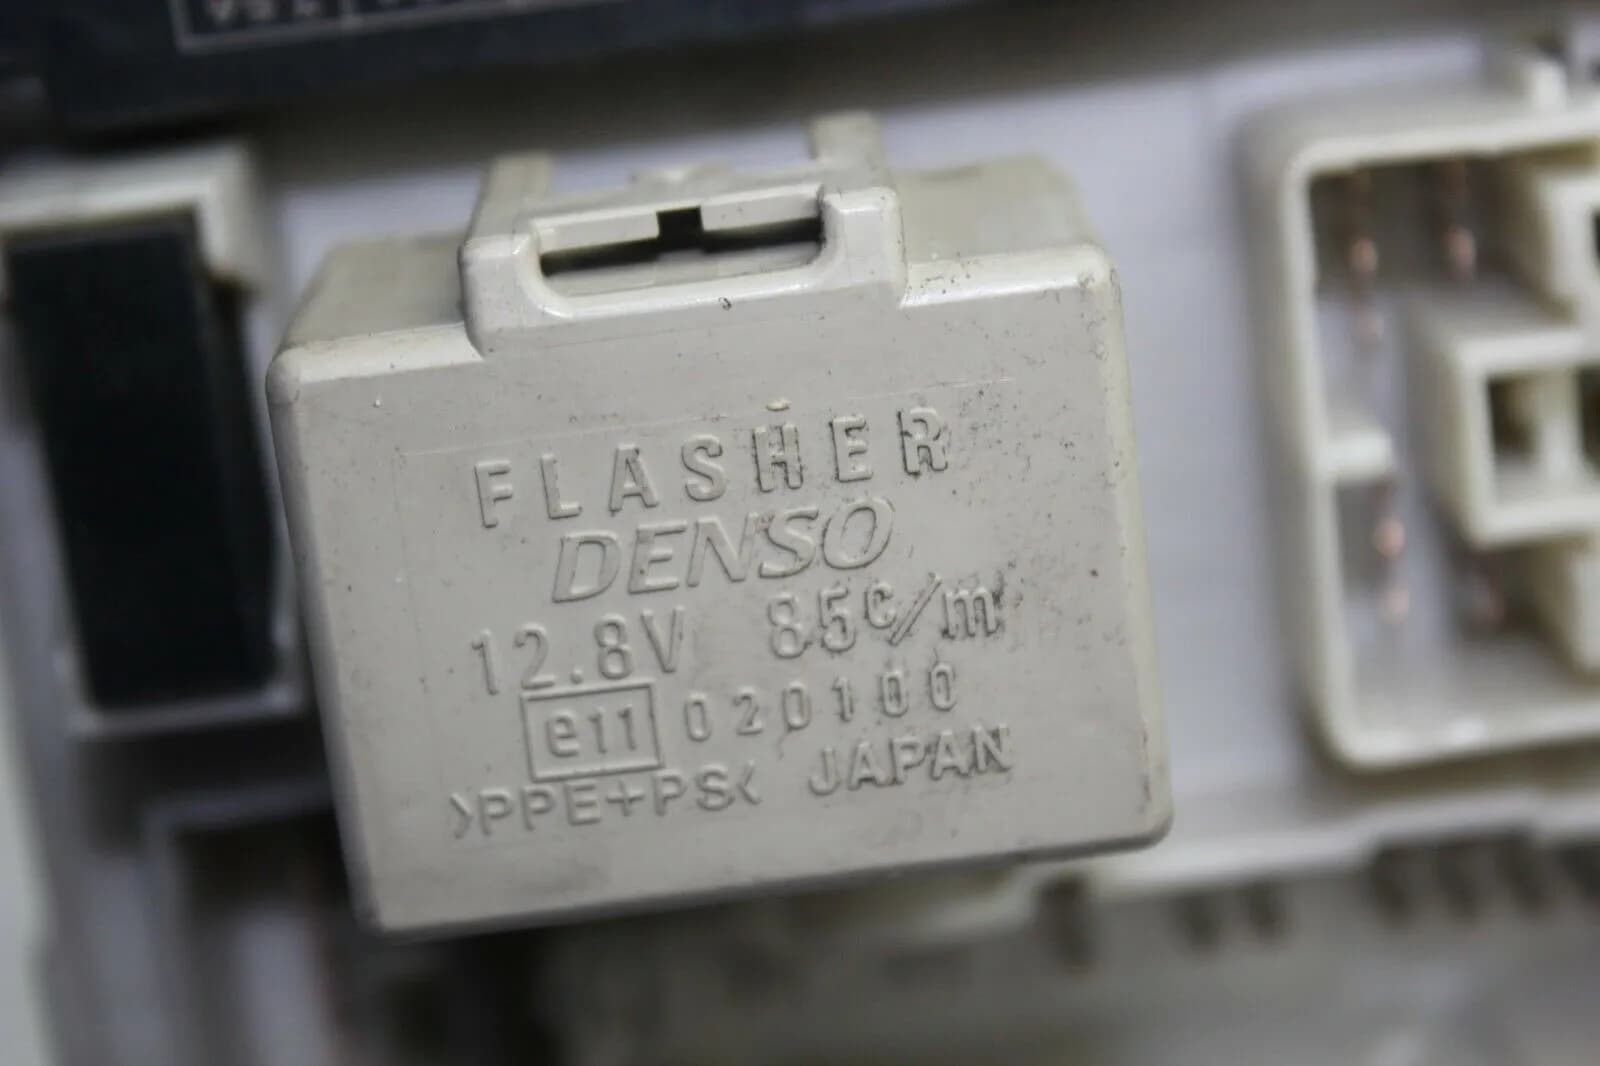 FLASHER
DENSO
12.8V 85c/m
e11 020100
>PPE+PS< JAPAN